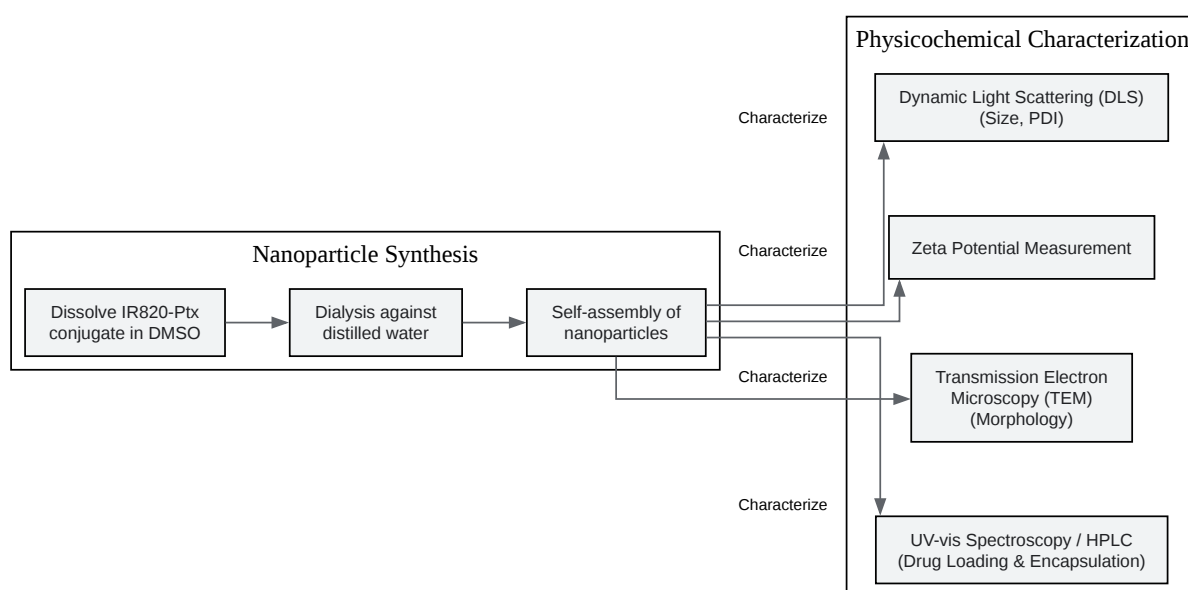 Physicochemical Characterization
Characterize
Dynamic Light Scattering (DLS)
(Size, PDI)
Nanoparticle Synthesis
Characterize
Zeta Potential Measurement
Dissolve IR820-Ptx
conjugate in DMSO
Dialysis against
distilled water
Self-assembly of
nanoparticles
Characterize
Transmission Electron
Microscopy (TEM)
(Morphology)
Characterize
UV-vis Spectroscopy / HPLC
(Drug Loading & Encapsulation)